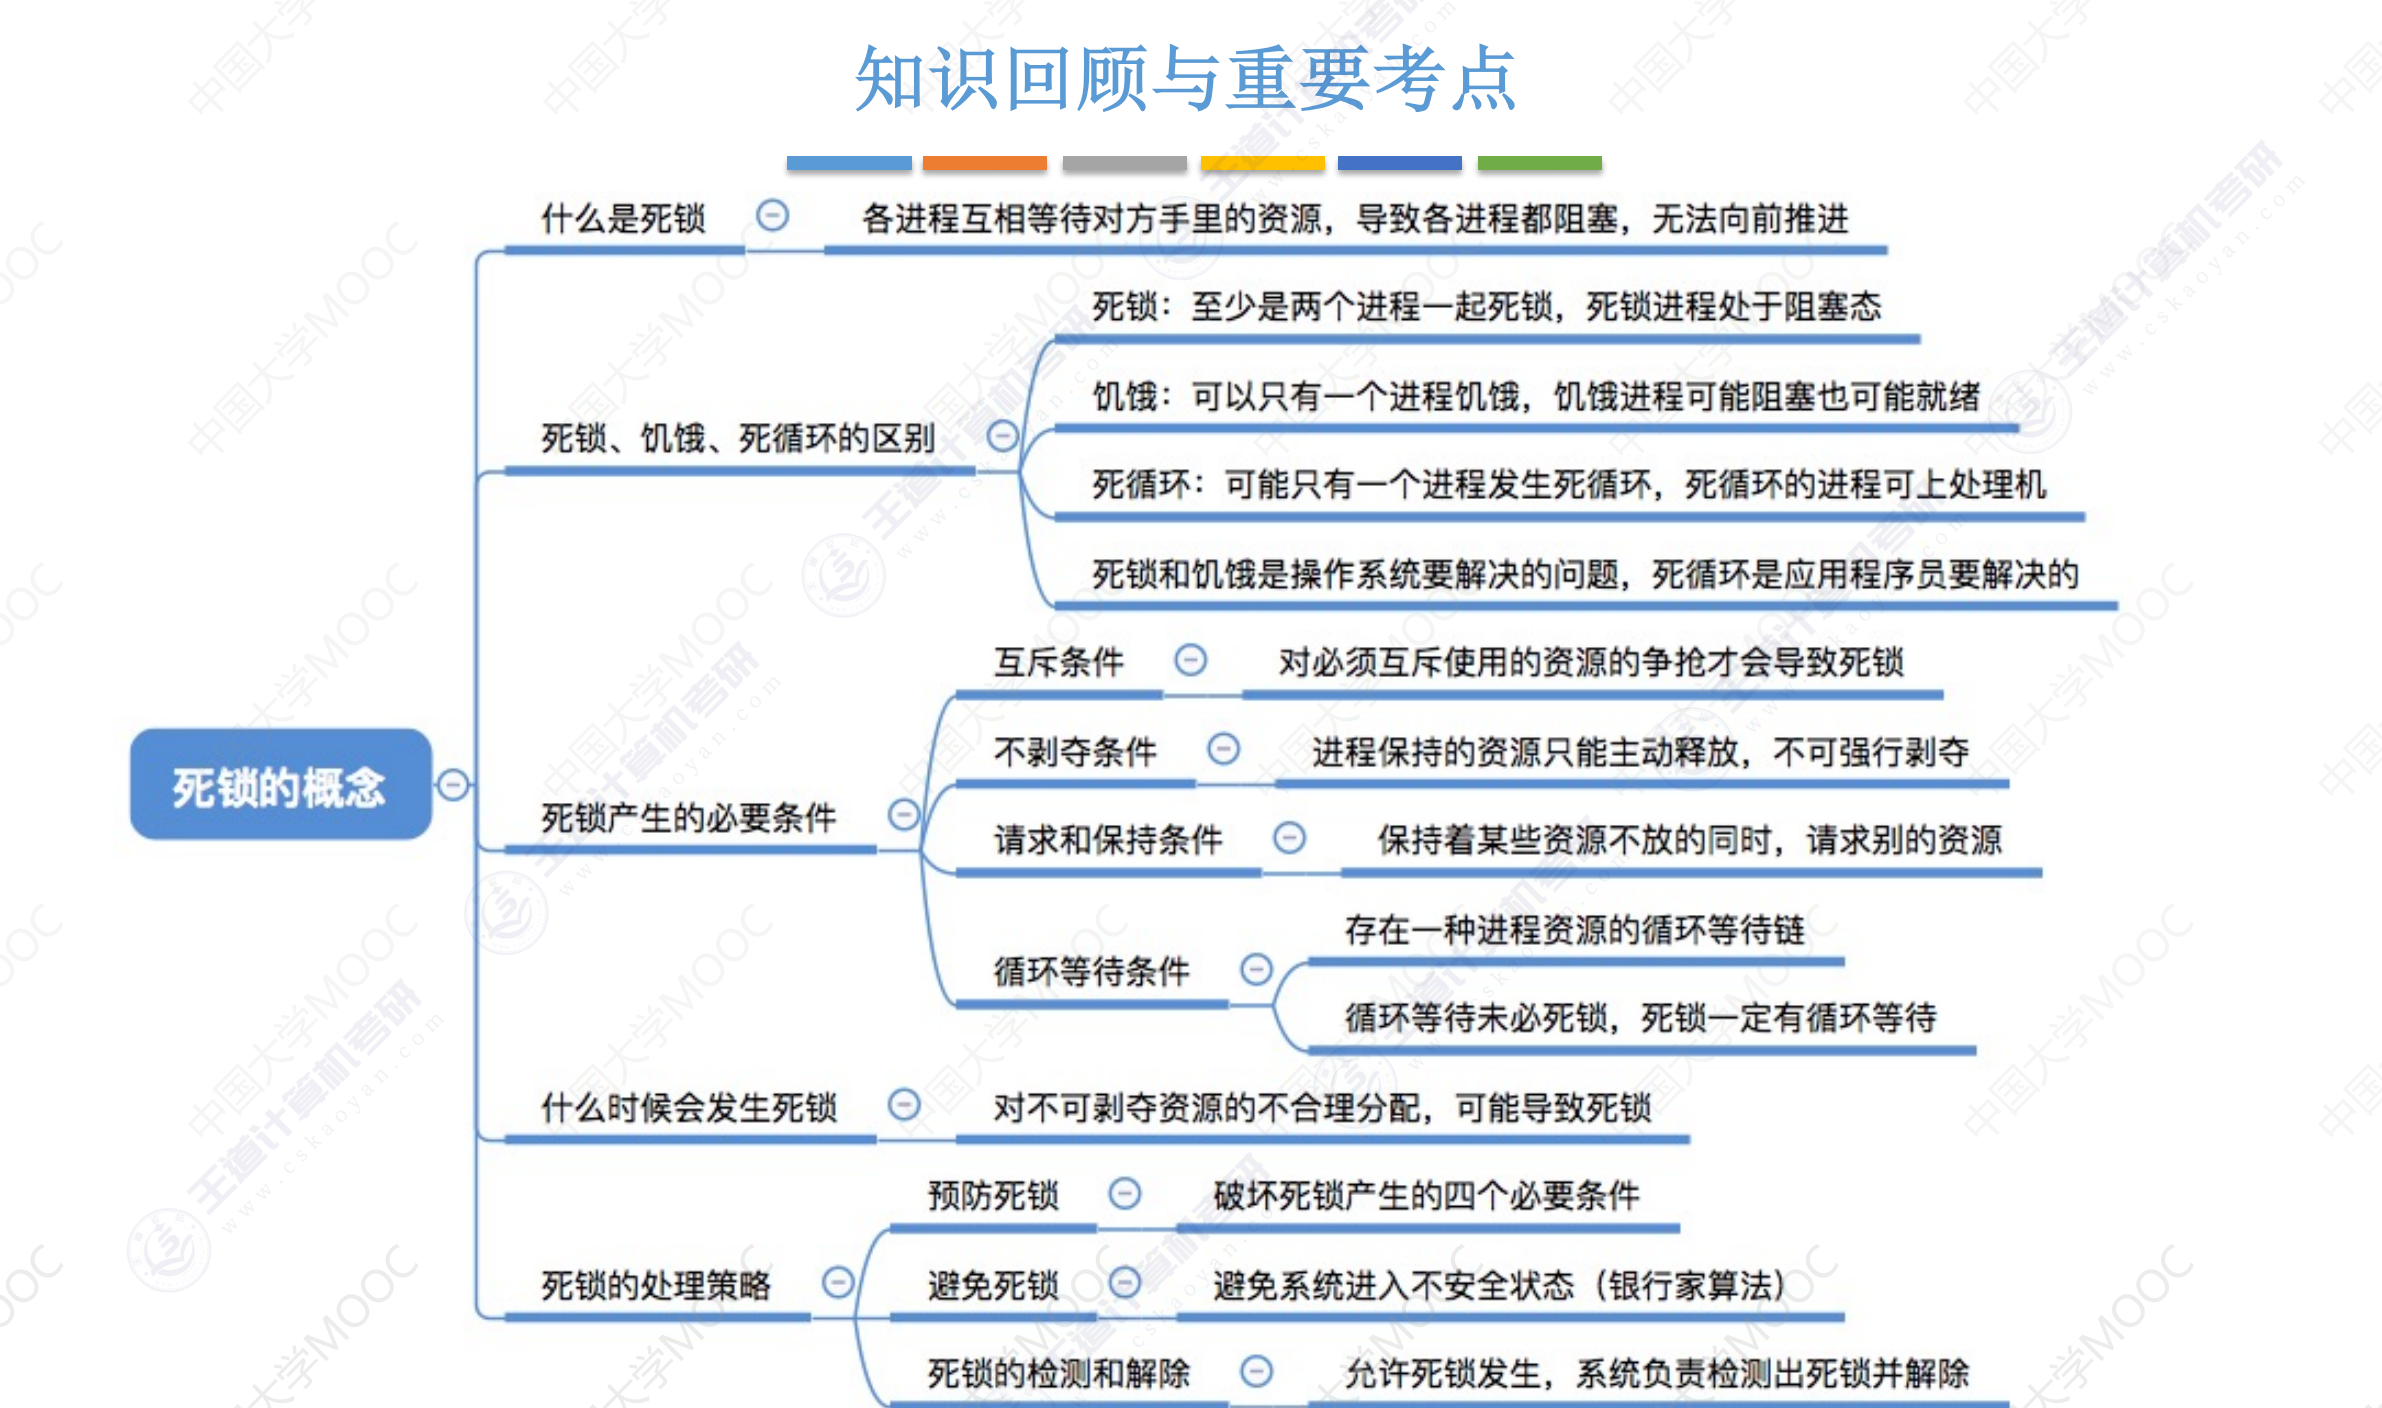 知识回顾与重要考点
什么是死锁
各进程互相等待对方手里的资源，导致各进程都阻塞，无法向前推进
死锁、饥饿、死循环的区别
死锁：至少是两个进程一起死锁，死锁进程处于阻塞态
饥饿：可以只有一个进程饥饿，饥饿进程可能阻塞也可能就绪
死循环：可能只有一个进程发生死循环，死循环的进程可上处理机
死锁和饥饿是操作系统要解决的问题，死循环是应用程序员要解决的
死锁的概念
死锁产生的必要条件
互斥条件
对必须互斥使用的资源的争抢才会导致死锁
不剥夺条件
进程保持的资源只能主动释放，不可强行剥夺
请求和保持条件
保持着某些资源不放的同时，请求别的资源
循环等待条件
存在一种进程资源的循环等待链
循环等待未必死锁，死锁一定有循环等待
什么时候会发生死锁
对不可剥夺资源的不合理分配，可能导致死锁
死锁的处理策略
预防死锁
破坏死锁产生的四个必要条件
避免死锁
避免系统进入不安全状态（银行家算法）
死锁的检测和解除
允许死锁发生，系统负责检测出死锁并解除
中国大学MOOC
王道计算机考研
www.cskaoyan.com